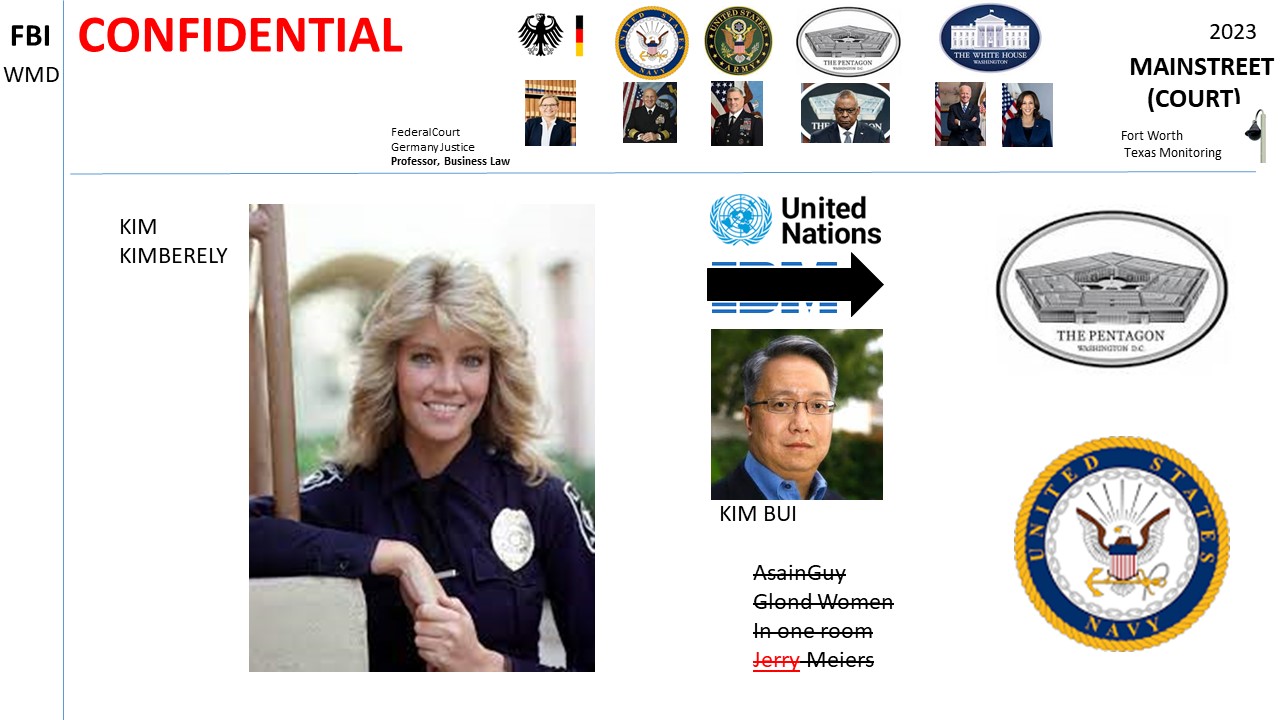 FBI
WMD
CONFIDENTIAL
FederalCourt
Germany Justice
Professor, Business Law
UNITED STATES
NAVY
UNITED STATES
ARMY
THE PENTAGON
WASHINGTON D.C.
THE WHITE HOUSE
WASHINGTON
2023
MAINSTREET
(COURT)
Fort Worth
Texas Monitoring
KIM
KIMBERELY
United
Nations
IBM
KIM BUI
AsainGuy
Glond Women
In one room
Jerry Meiers
THE PENTAGON
WASHINGTON D.C.
UNITED STATES
NAVY